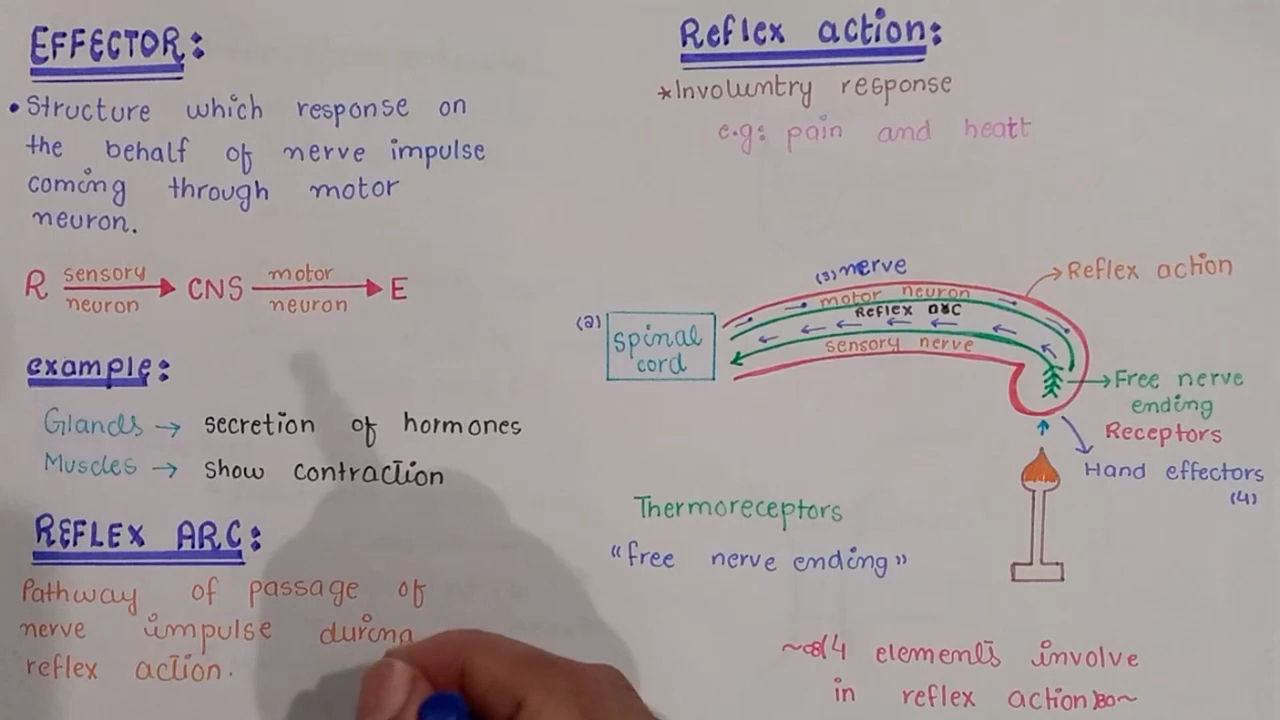 EFFECTOR:
• Structure which response on
the behalf of nerve impulse
coming through motor
neuron.
R sensory neuron CNS motor neuron E
example:
Glands → secretion of hormones
Muscles → show contraction
REFLEX ARC:
Pathway of passage of
nerve impulse during
reflex action.
Reflex action:
*Involuntry response
e.g: pain and heatt
(3) nerve
Reflex action
motor neuron
Reflex arc
(2)
spinal
cord
sensory nerve
Free nerve
ending
Receptors
Hand effectors
(4)
Thermoreceptors
"free nerve ending"
4 elements involve
in reflex action